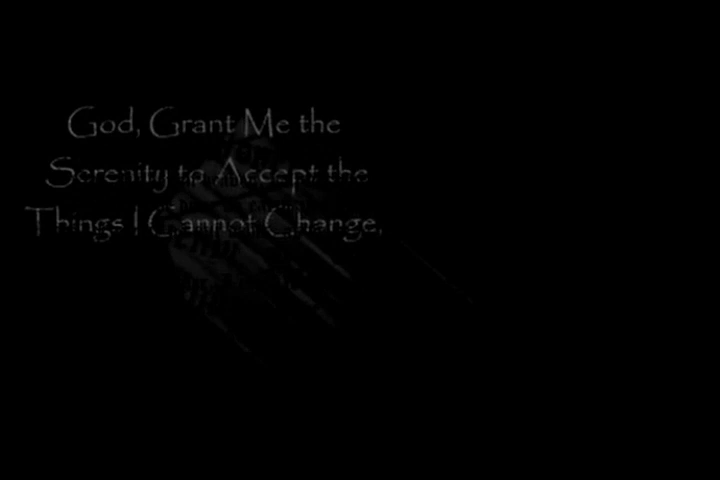 God, Grant Me the
Serenity to Accept the
Things I Cannot Change,